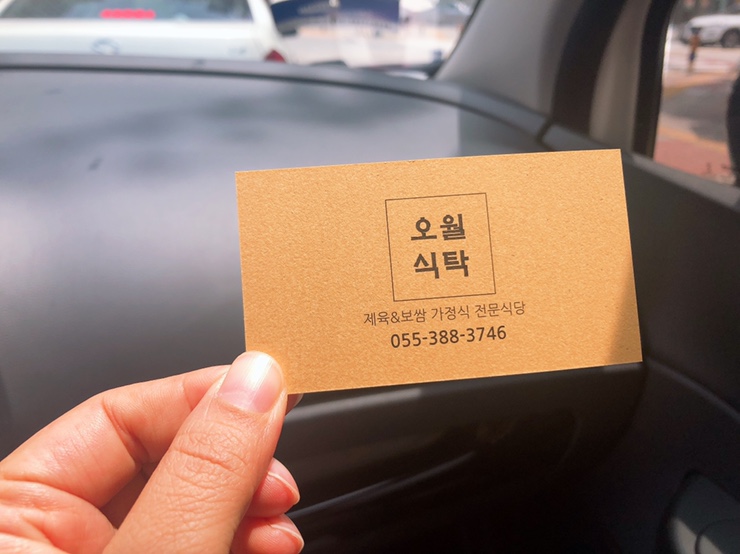 오월
식탁
제육&보쌈 가정식 전문식당
055-388-3746